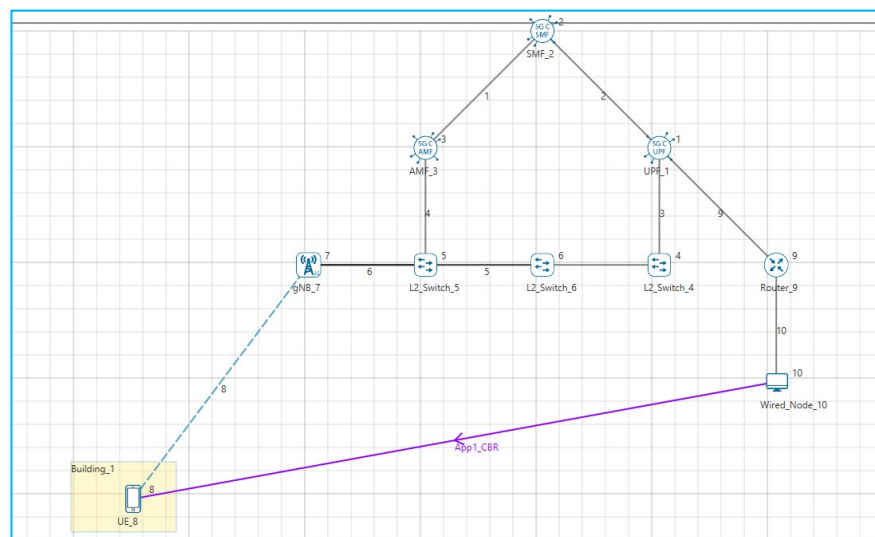 5G C
SMF
2
SMF_2
1
2
5G C
AMF
3
AMF_3
5G C
UPF
1
UPF_1
4
3
9
7
gNB_7
6
5
L2_Switch_5
5
6
L2_Switch_6
4
L2_Switch_4
9
Router_9
10
10
Wired_Node_10
8
App1_CBR
Building_1
8
UE_8